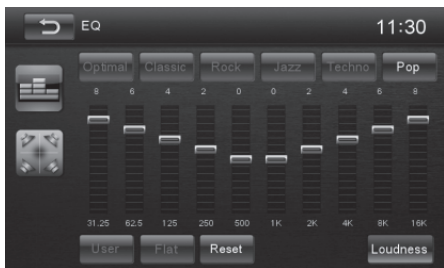 EQ 11:30
Optimal Classic Rock Jazz Techno Pop
8 6 4 2 0 0 2 4 6 8
31.25 62.5 125 250 500 1K 2K 4K 8K 16K
User Flat Reset Loudness